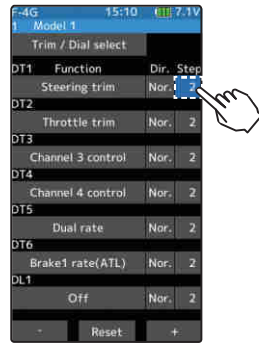 F-4G 15:10 7.1V
1 Model 1
Trim / Dial select
DT1 Function Dir. Step
Steering trim Nor. 2
DT2
Throttle trim Nor. 2
DT3
Channel 3 control Nor. 2
DT4
Channel 4 control Nor. 2
DT5
Dual rate Nor. 2
DT6
Brake1 rate(ATL) Nor. 2
DL1
Off Nor. 2
- Reset +